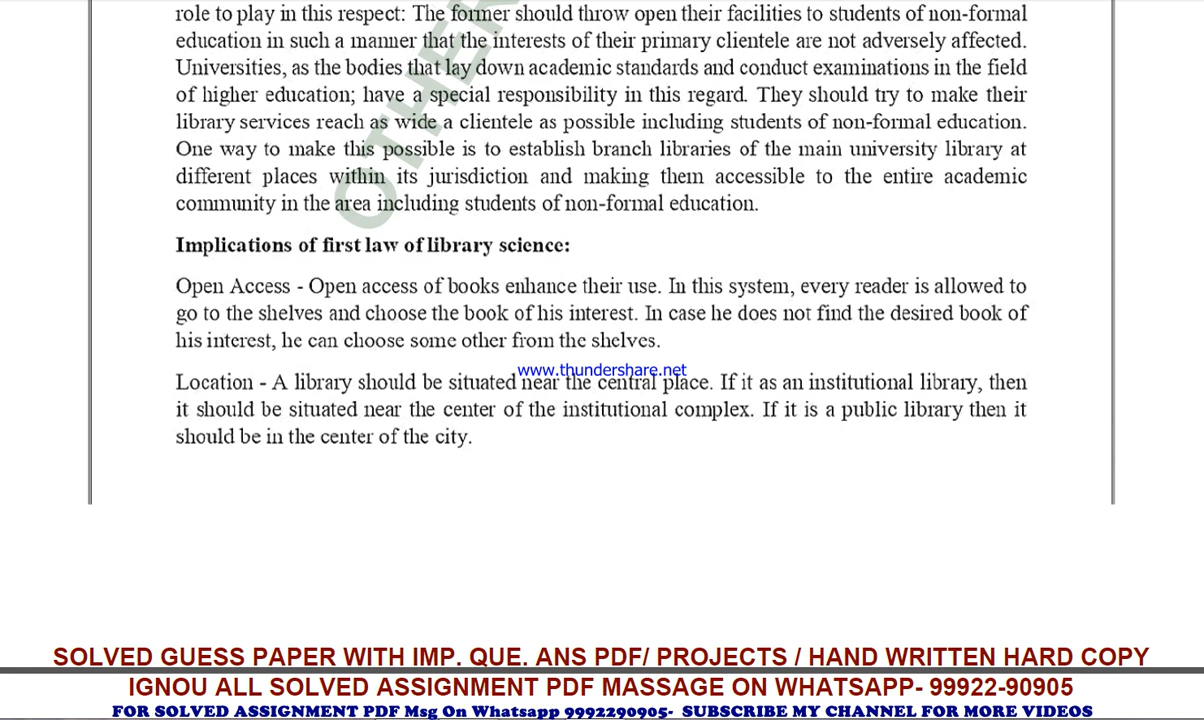 role to play in this respect: The former should throw open their facilities to students of non-formal
education in such a manner that the interests of their primary clientele are not adversely affected.
Universities, as the bodies that lay down academic standards and conduct examinations in the field
of higher education; have a special responsibility in this regard. They should try to make their
library services reach as wide a clientele as possible including students of non-formal education.
One way to make this possible is to establish branch libraries of the main university library at
different places within its jurisdiction and making them accessible to the entire academic
community in the area including students of non-formal education.
Implications of first law of library science:
Open Access - Open access of books enhance their use. In this system, every reader is allowed to
go to the shelves and choose the book of his interest. In case he does not find the desired book of
his interest, he can choose some other from the shelves.
www.thundershare.net
Location - A library should be situated near the central place. If it as an institutional library, then
it should be situated near the center of the institutional complex. If it is a public library then it
should be in the center of the city.
SOLVED GUESS PAPER WITH IMP. QUE. ANS PDF/ PROJECTS / HAND WRITTEN HARD COPY
IGNOU ALL SOLVED ASSIGNMENT PDF MASSAGE ON WHATSAPP- 99922-90905
FOR SOLVED ASSIGNMENT PDF Msg On Whatsapp 9992290905- SUBSCRIBE MY CHANNEL FOR MORE VIDEOS